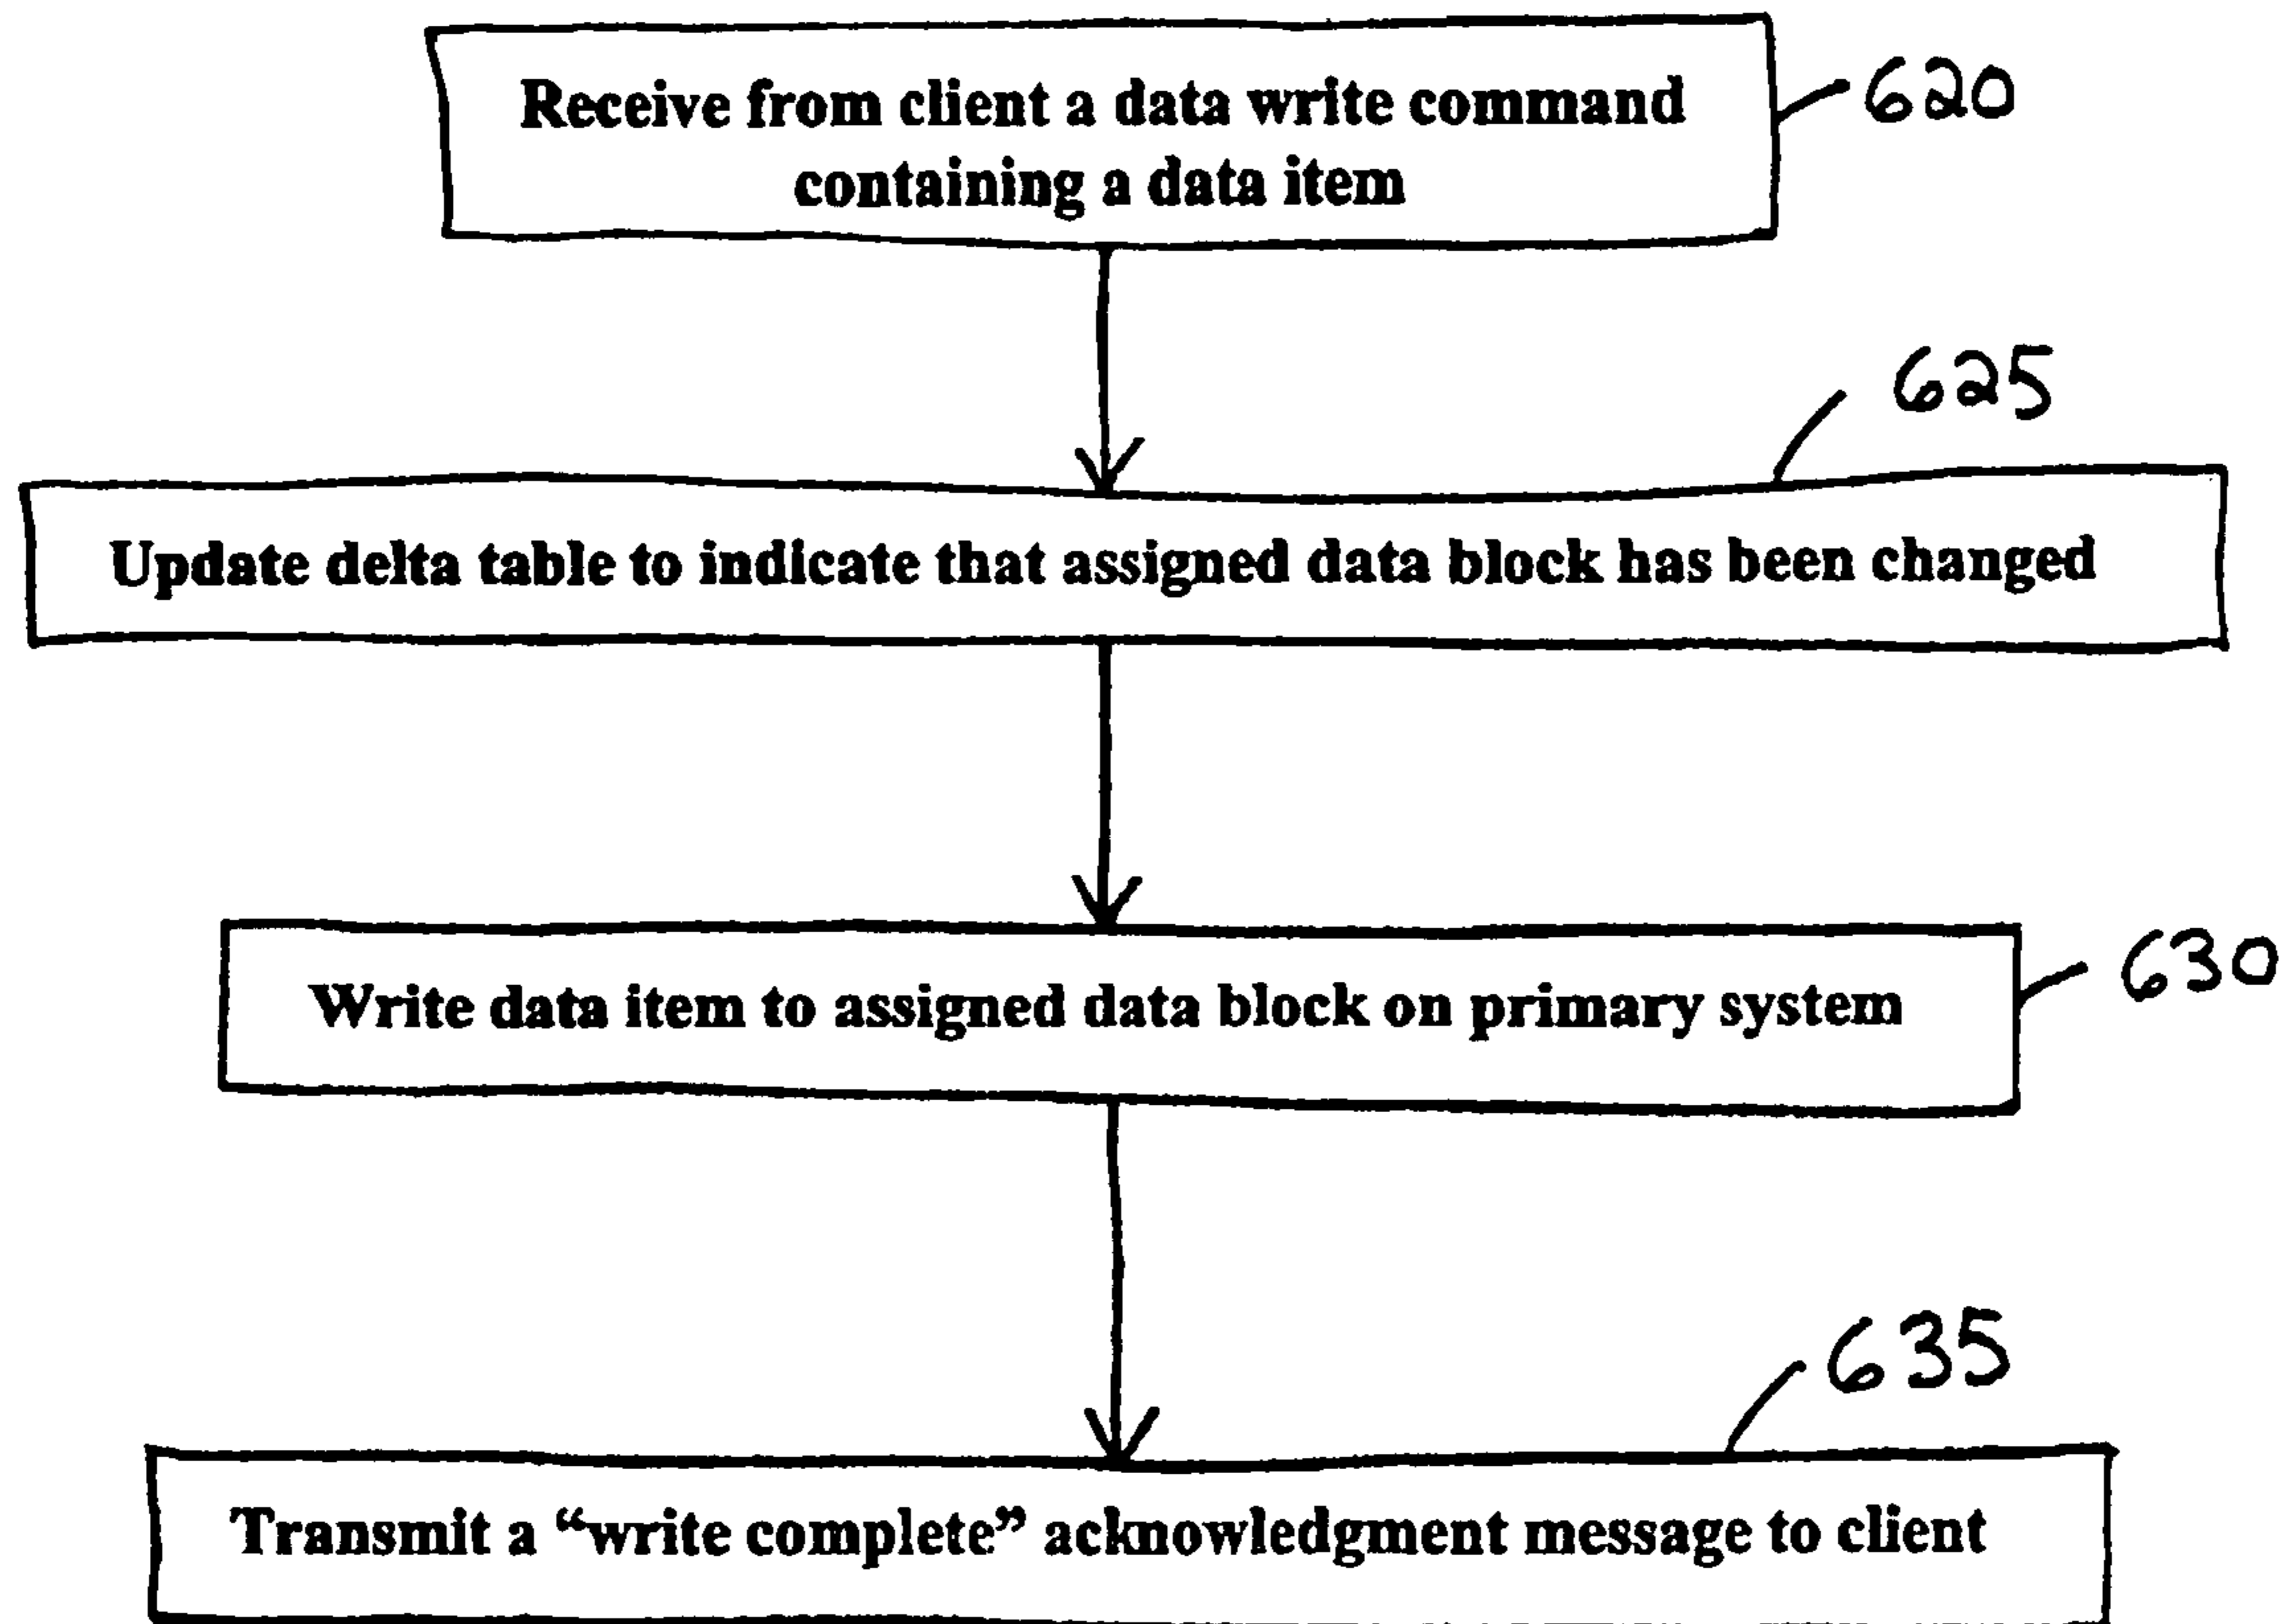 Receive from client a data write command
containing a data item
620
625
Update delta table to indicate that assigned data block has been changed
Write data item to assigned data block on primary system
630
635
Transmit a “write complete” acknowledgment message to client